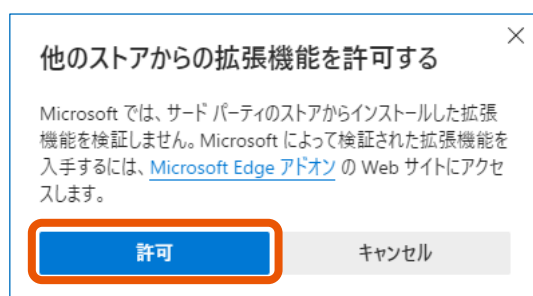 他のストアからの拡張機能を許可する
Microsoft では、サード パーティのストアからインストールした拡張
機能を検証しません。Microsoft によって検証された拡張機能を
入手するには、Microsoft Edge アドオン の Web サイトにアクセ
スします。
許可
キャンセル